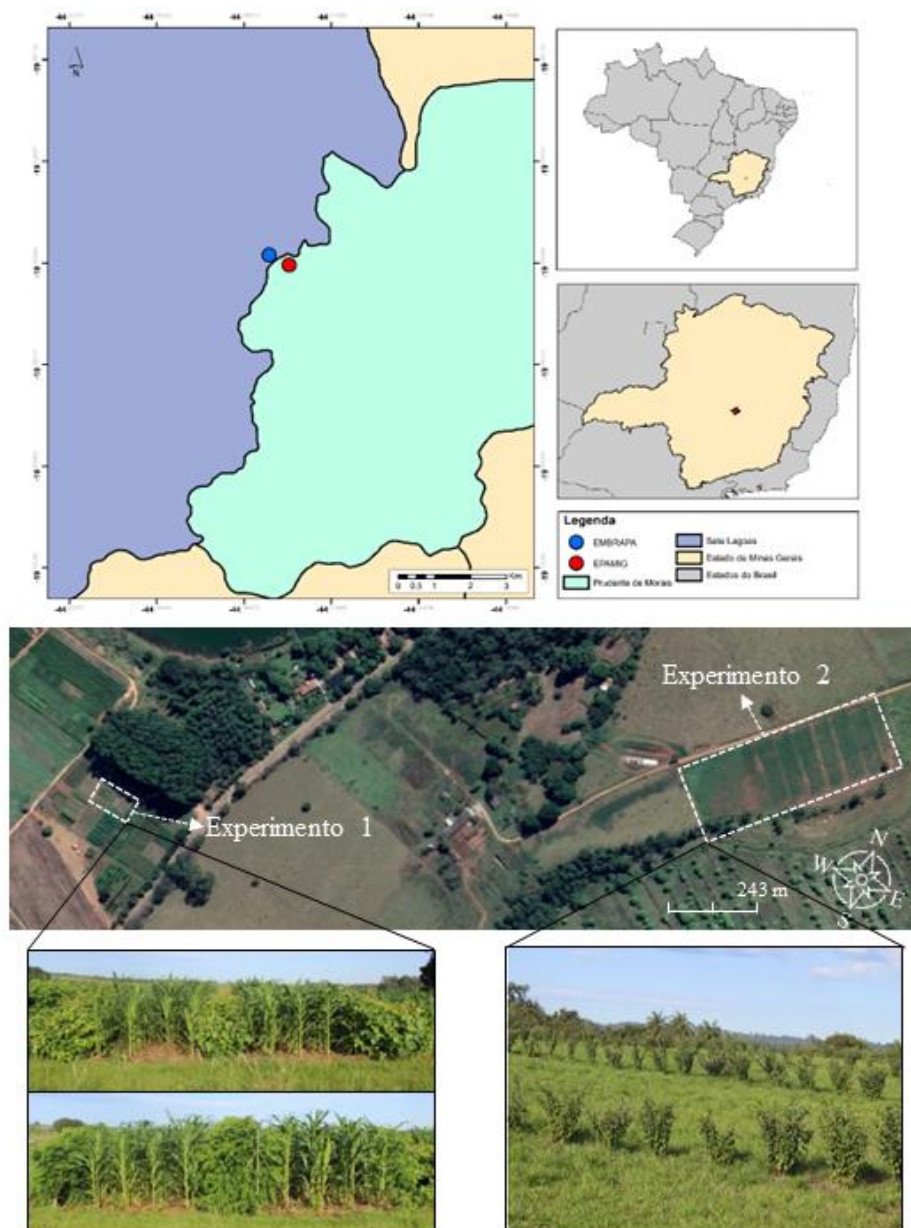 N
0 0.5 1 2 3
Km
Legenda
EMBRAPA
EPAMIG
Prudente de Morais
Sete Lagoas
Estado de Minas Gerais
Estados do Brasil
Experimento 2
Experimento 1
243 m
N
W
E
S